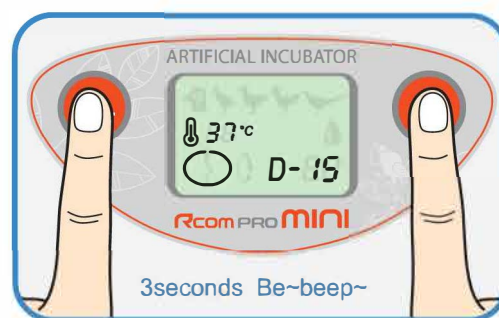 ARTIFICIAL INCUBATOR
37°C
D-15
Rcom PRO MINI
3seconds Be~beep~